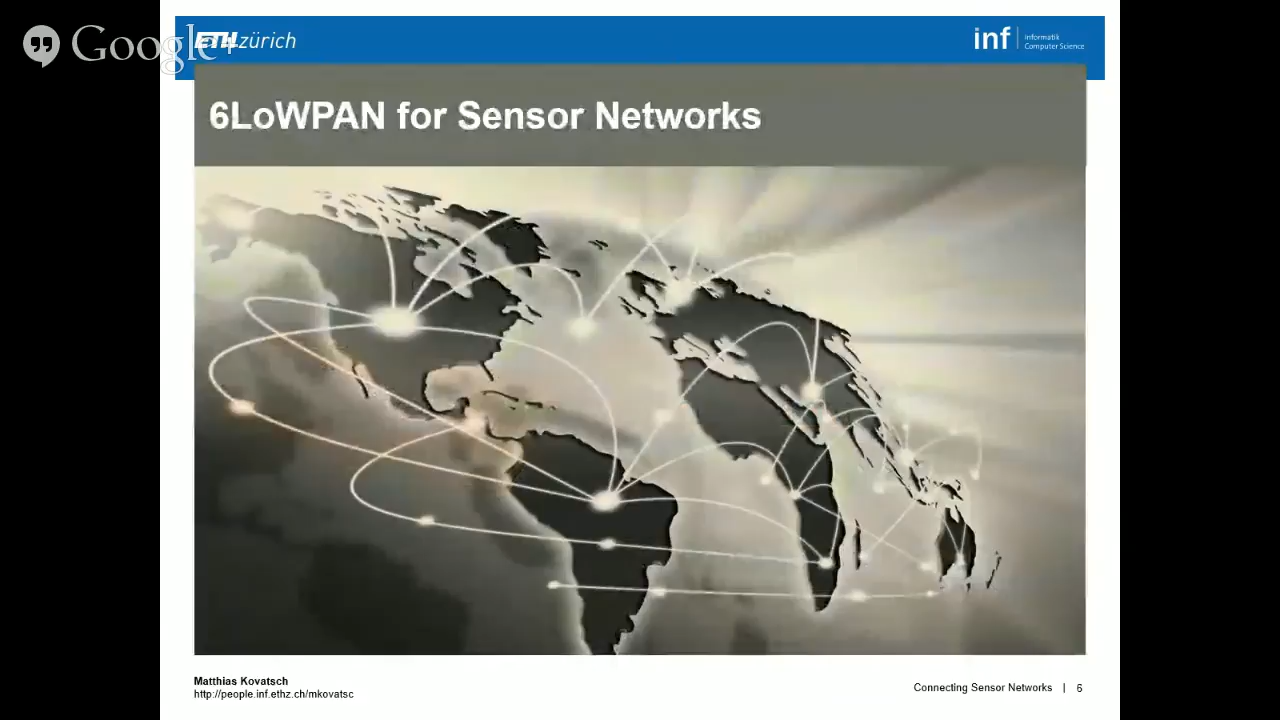 Google+
ETH zürich
inf
Informatik
Computer Science
6LoWPAN for Sensor Networks
Matthias Kovatsch
http://people.inf.ethz.ch/mkovatsc
Connecting Sensor Networks | 6